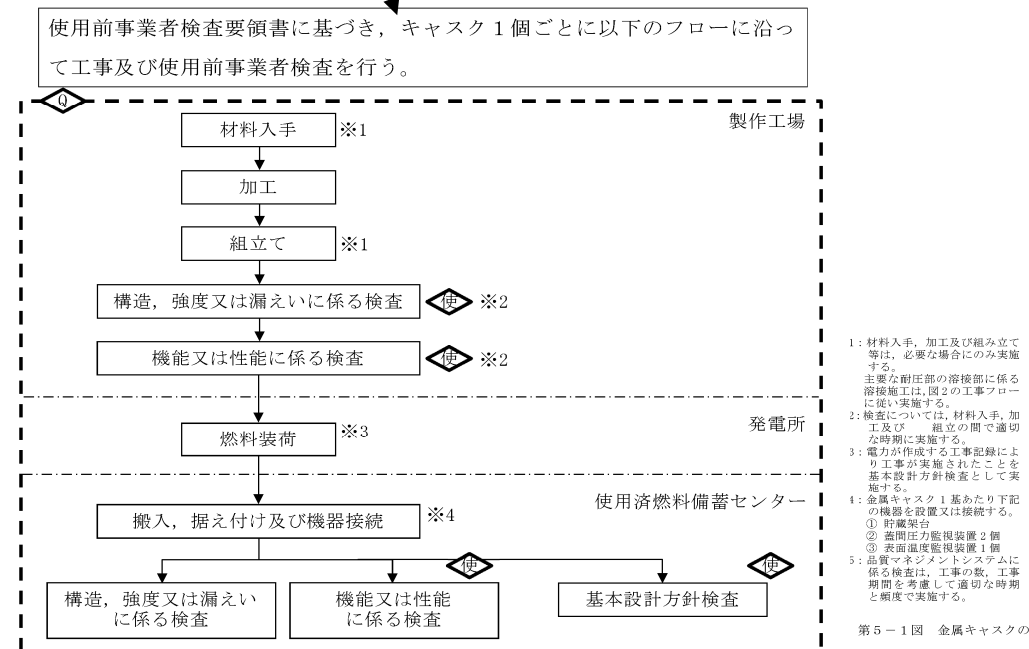 使用前事業者検査要領書に基づき，キャスク１個ごとに以下のフローに沿っ
て工事及び使用前事業者検査を行う。
Q
製作工場
材料入手 ※1
加工
組立て ※1
構造，強度又は漏えいに係る検査 使 ※2
機能又は性能に係る検査 使 ※2
発電所
燃料装荷 ※3
使用済燃料備蓄センター
搬入，据え付け及び機器接続 ※4
使 使
構造，強度又は漏えい
に係る検査
機能又は性能
に係る検査
基本設計方針検査
1：材料入手，加工及び組み立て
等は，必要な場合にのみ実施
する。
主要な耐圧部の溶接部に係る
溶接施工は，図２の工事フロー
に従い実施する。
2：検査については，材料入手，加
工及び 組立の間で適切
な時期に実施する。
3：電力が作成する工事記録によ
り工事が実施されたことを
基本設計方針検査として実
施する。
4：金属キャスク１基あたり下記
の機器を設置又は接続する。
① 貯蔵架台
② 蓋間圧力監視装置２個
③ 表面温度監視装置１個
5：品質マネジメントシステムに
係る検査は，工事の数，工事
期間を考慮して適切な時期
と頻度で実施する。
第５－１図 金属キャスクの